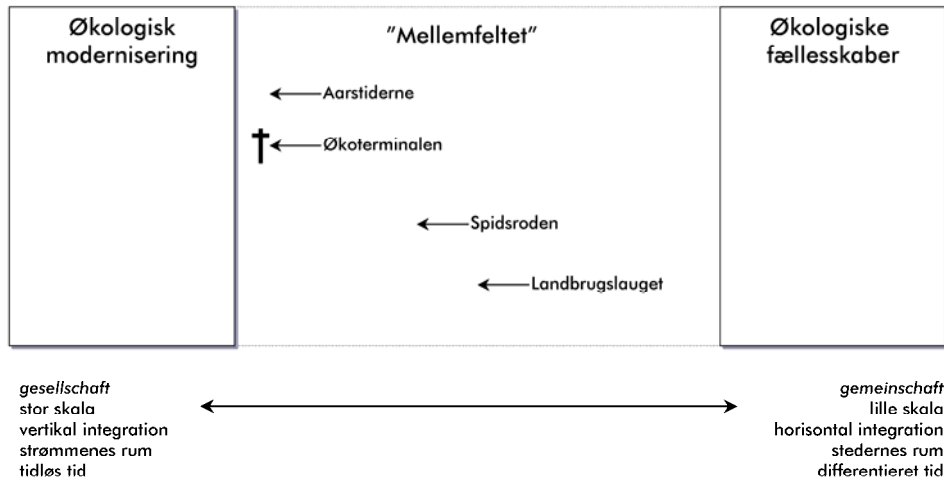 Økologisk
modernisering
"Mellemfeltet"
Økologiske
fællesskaber
Aarstiderne
Økoterminalen
Spidsroden
Landbrugslauget
gesellschaft
stor skala
vertikal integration
strømmenes rum
tidløs tid
gemeinschaft
lille skala
horisontal integration
stedernes rum
differentieret tid